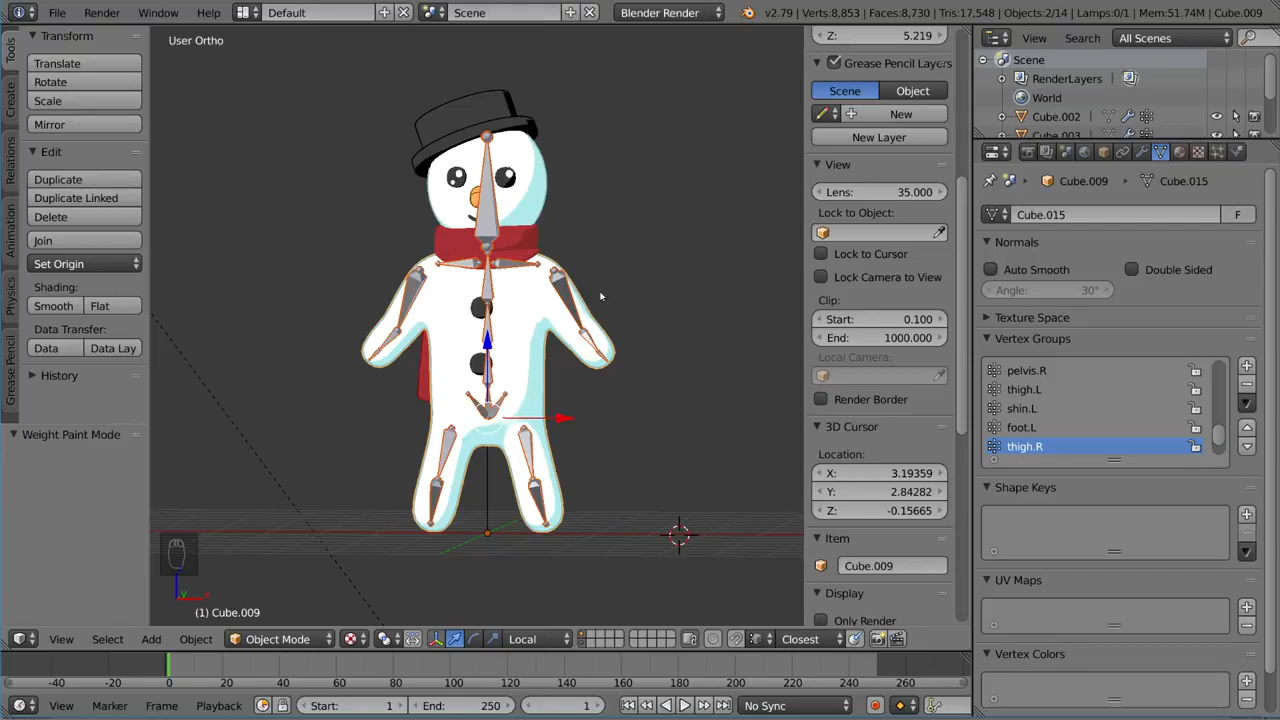 File Render Window Help Default Scene Blender Render v2.79 | Verts:8,853 | Faces:8,730 | Tris:17,548 | Objects:2/14 | Lamps:0/1 | Mem:51.74M | Cube.009
Tools
Create
Relations
Animation
Physics
Grease Pencil
Transform
Translate
Rotate
Scale
Mirror
Edit
Duplicate
Duplicate Linked
Delete
Join
Set Origin
Shading:
Smooth Flat
Data Transfer:
Data Data Lay
History
Weight Paint Mode
User Ortho
(1) Cube.009
Z: 5.219
Grease Pencil Layers
Scene Object
New
New Layer
View
Lens: 35.000
Lock to Object:
Lock to Cursor
Lock Camera to View
Clip:
Start: 0.100
End: 1000.000
Local Camera:
Render Border
3D Cursor
Location:
X: 3.19359
Y: 2.84282
Z: -0.15665
Item
Cube.009
Display
Only Render
View Search All Scenes
Scene
RenderLayers
World
Cube.002
Cube.003
Cube.009 Cube.015
Cube.015 F
Normals
Auto Smooth Double Sided
Angle: 30°
Texture Space
Vertex Groups
pelvis.R
thigh.L
shin.L
foot.L
thigh.R
Shape Keys
UV Maps
Vertex Colors
View Select Add Object Object Mode Local Closest
-40 -20 0 20 40 60 80 100 120 140 160 180 200 220 240 260
View Marker Frame Playback Start: 1 End: 250 1 No Sync